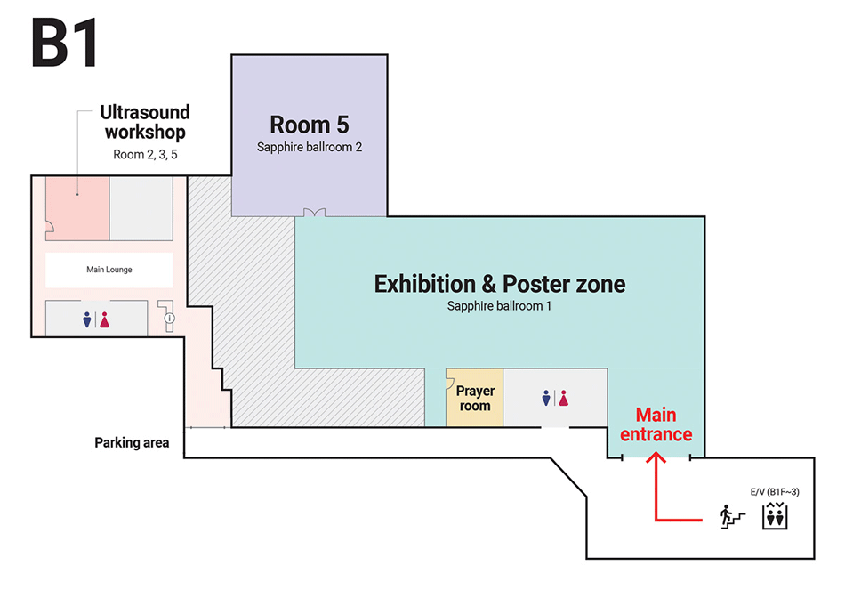 B1
Ultrasound
workshop
Room 2, 3, 5
Room 5
Sapphire ballroom 2
Main Lounge
i
Exhibition & Poster zone
Sapphire ballroom 1
Prayer
room
Main
entrance
Parking area
E/V (B1F~3)